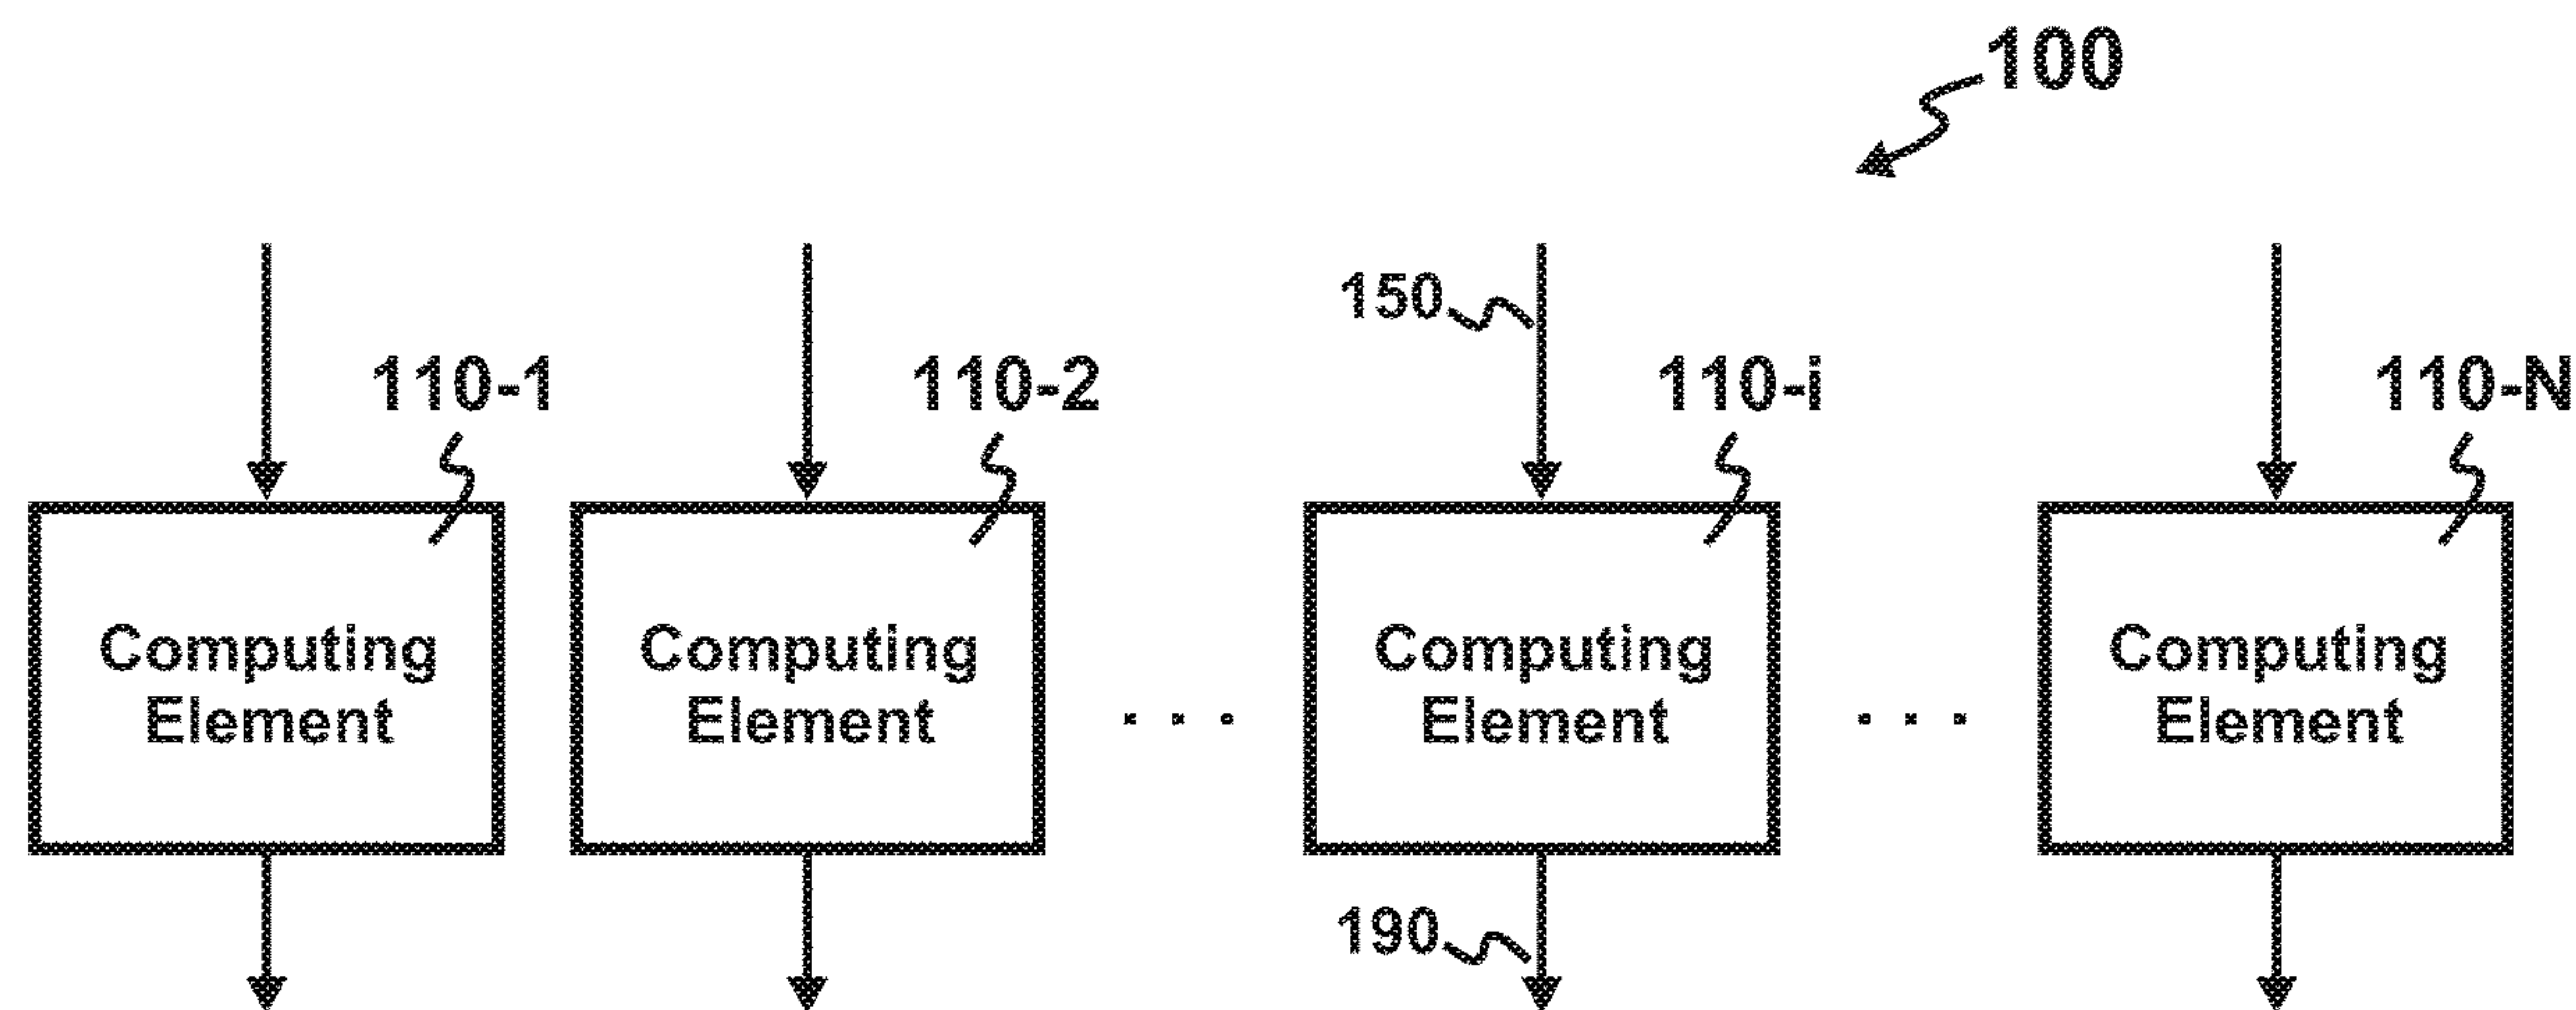 100
150
110-1
110-2
110-i
110-N
Computing
Element
Computing
Element
. . .
Computing
Element
. . .
Computing
Element
190